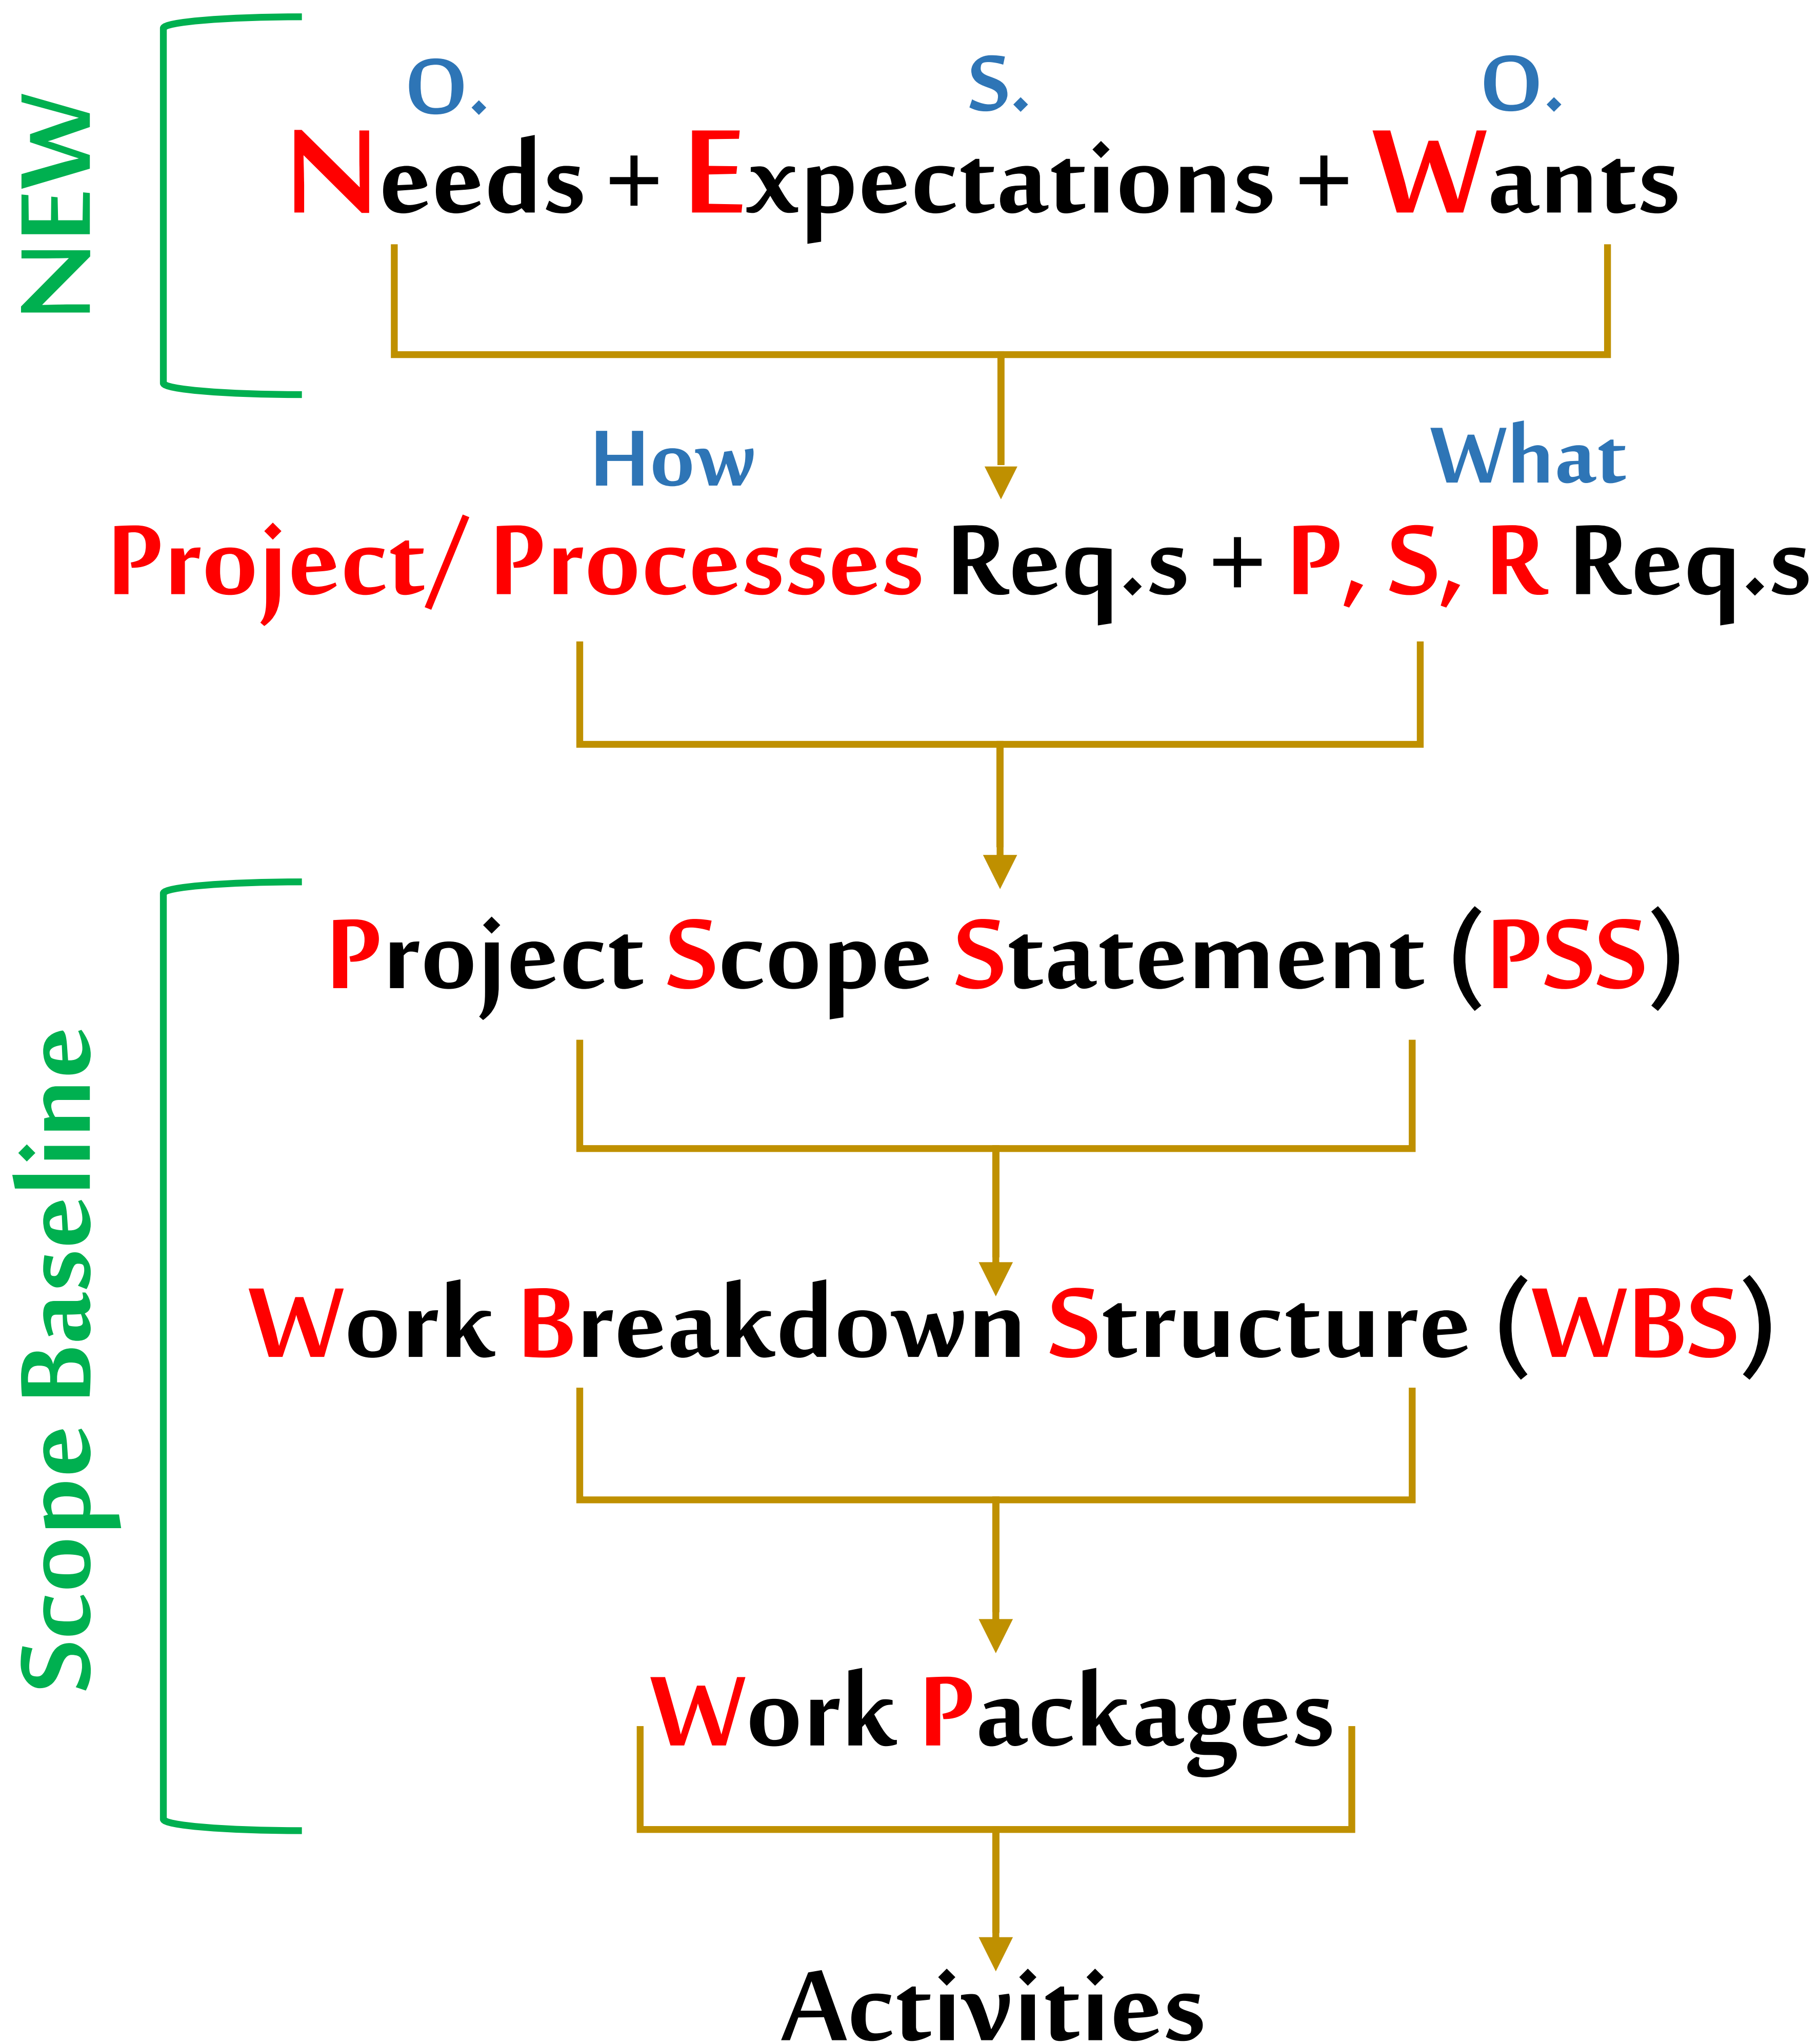 NEW
O. S. O.
Needs + Expectations + Wants
How What
Project/ Processes Req.s + P, S, R Req.s
Scope Baseline
Project Scope Statement (PSS)
Work Breakdown Structure (WBS)
Work Packages
Activities